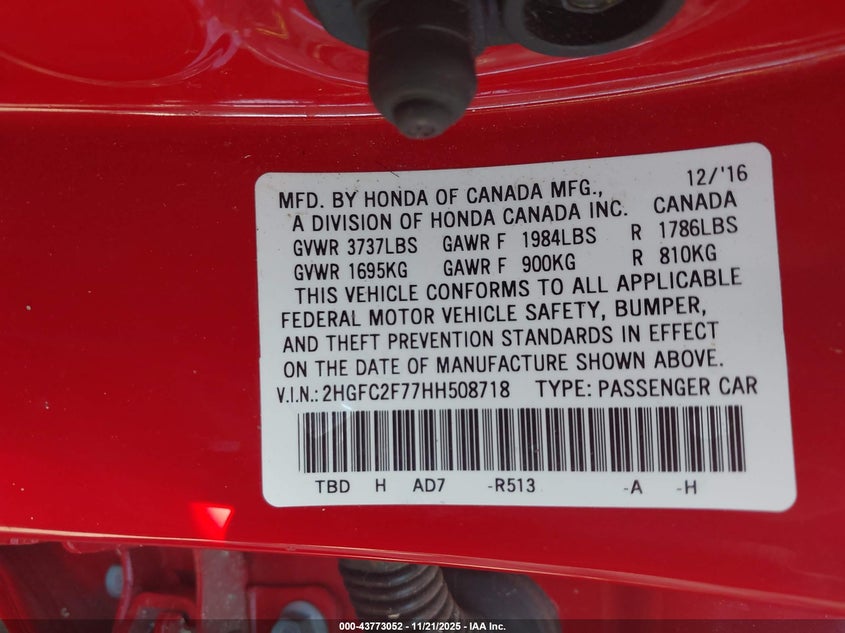 12/'16
MFD. BY HONDA OF CANADA MFG.,
A DIVISION OF HONDA CANADA INC. CANADA
GVWR 3737LBS GAWR F 1984LBS R 1786LBS
GVWR 1695KG GAWR F 900KG R 810KG
THIS VEHICLE CONFORMS TO ALL APPLICABLE
FEDERAL MOTOR VEHICLE SAFETY, BUMPER,
AND THEFT PREVENTION STANDARDS IN EFFECT
ON THE DATE OF MANUFACTURE SHOWN ABOVE.
V.I.N.: 2HGFC2F77HH508718 TYPE: PASSENGER CAR
TBD H AD7 -R513 -A -H
000-43773052 - 11/21/2025 - IAA Inc.